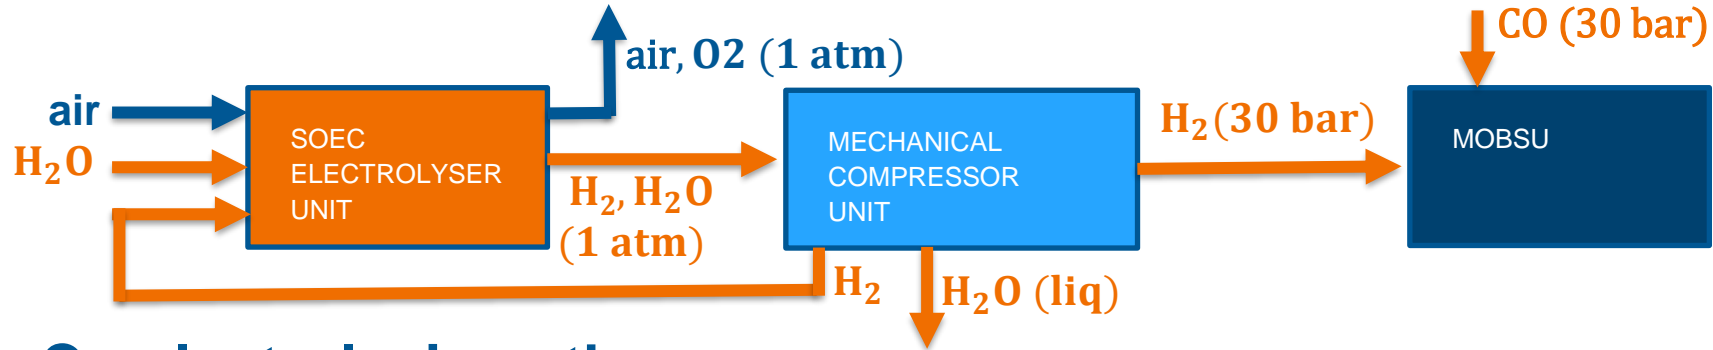 CO (30 bar)
air, O2 (1 atm)
air
H₂O
SOEC
ELECTROLYSER
UNIT
H₂, H₂O
(1 atm)
MECHANICAL
COMPRESSOR
UNIT
H₂(30 bar)
MOBSU
H₂
H₂O (liq)